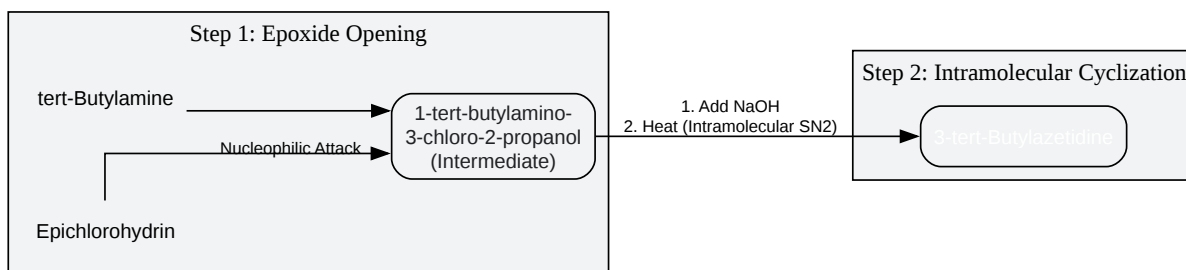 Step 1: Epoxide Opening
tert-Butylamine
Nucleophilic Attack
Epichlorohydrin
1-tert-butylamino-
3-chloro-2-propanol
(Intermediate)
1. Add NaOH
2. Heat (Intramolecular SN2)
Step 2: Intramolecular Cyclization
3-tert-Butylazetidine